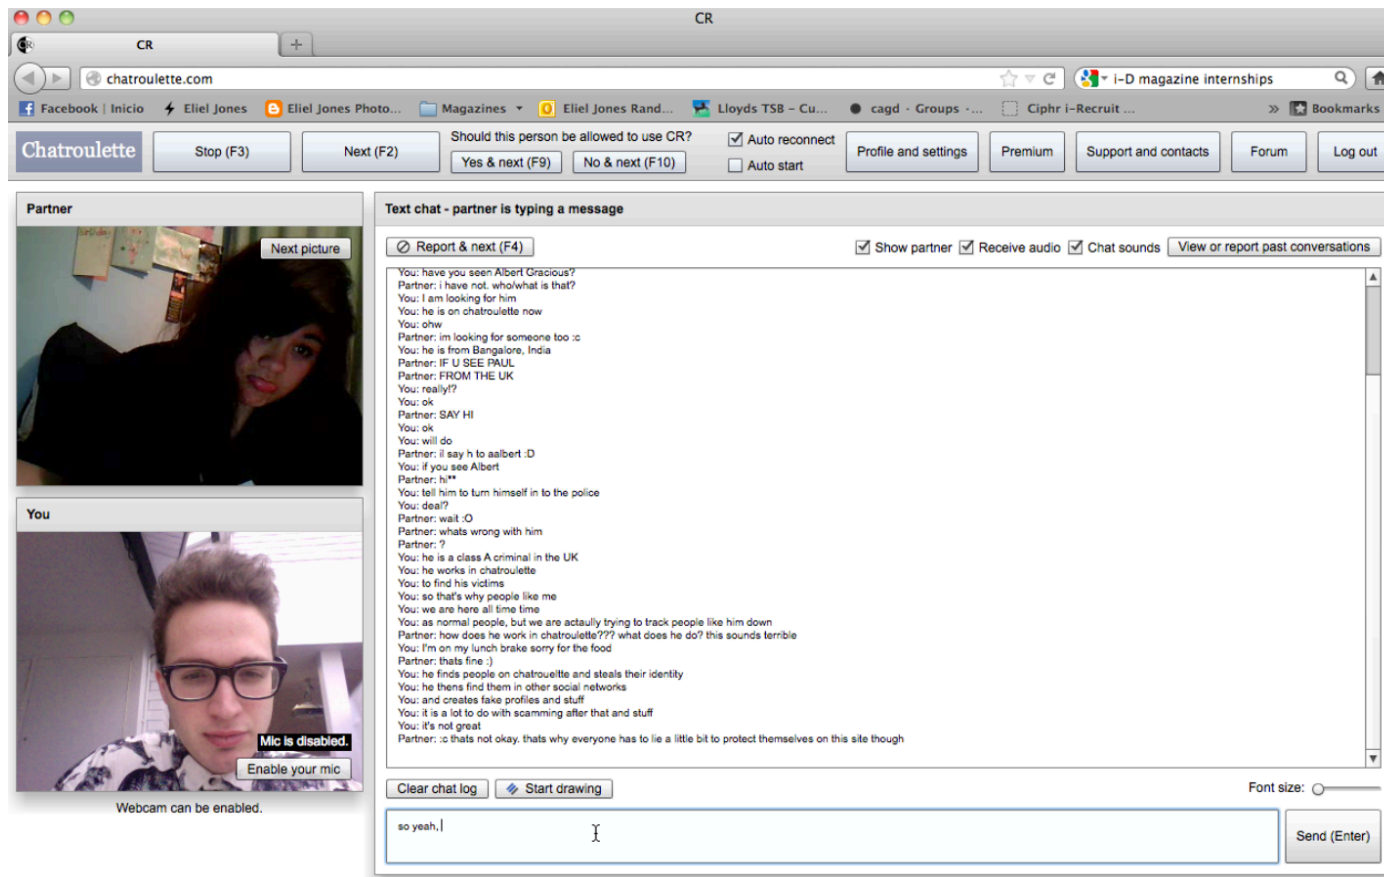 CR
CR
chatroulette.com
i-D magazine internships
Facebook | Inicio
Eliel Jones
Eliel Jones Photo...
Magazines
Eliel Jones Rand...
Lloyds TSB – Cu...
cagd · Groups ·...
Ciphr i-Recruit ...
Bookmarks
Chatroulette
Stop (F3)
Next (F2)
Should this person be allowed to use CR?
Yes & next (F9)
No & next (F10)
Auto reconnect
Auto start
Profile and settings
Premium
Support and contacts
Forum
Log out
Partner
Next picture
You
Mic is disabled.
Enable your mic
Webcam can be enabled.
Text chat - partner is typing a message
Report & next (F4)
Show partner
Receive audio
Chat sounds
View or report past conversations
You: have you seen Albert Gracious?
Partner: i have not. who/what is that?
You: I am looking for him
You: he is on chatroulette now
You: ohw
Partner: im looking for someone too :c
You: he is from Bangalore, India
Partner: IF U SEE PAUL
Partner: FROM THE UK
You: really!?
You: ok
Partner: SAY HI
You: ok
You: will do
Partner: il say h to aalbert :D
You: if you see Albert
Partner: hi**
You: tell him to turn himself in to the police
You: deal?
Partner: wait :O
Partner: whats wrong with him
Partner: ?
You: he is a class A criminal in the UK
You: he works in chatroulette
You: to find his victims
You: so that's why people like me
You: we are here all time time
You: as normal people, but we are actaully trying to track people like him down
Partner: how does he work in chatroulette??? what does he do? this sounds terrible
You: I'm on my lunch brake sorry for the food
Partner: thats fine :)
You: he finds people on chatroueltte and steals their identity
You: he thens find them in other social networks
You: and creates fake profiles and stuff
You: it is a lot to do with scamming after that and stuff
You: it's not great
Partner: :c thats not okay. thats why everyone has to lie a little bit to protect themselves on this site though
Clear chat log
Start drawing
Font size:
so yeah,
Send (Enter)